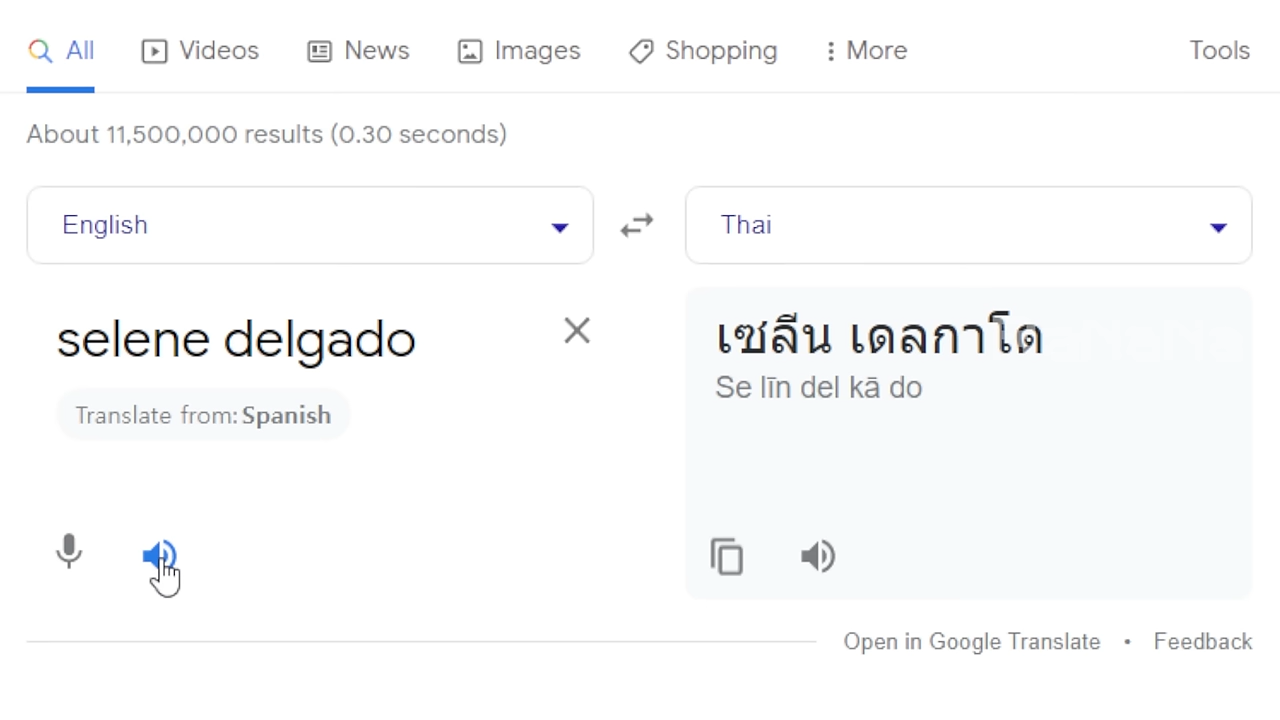 All Videos News Images Shopping More Tools
About 11,500,000 results (0.30 seconds)
English Thai
selene delgado
เซลีน เดลกาโด
Se līn del kā do
Translate from: Spanish
Open in Google Translate • Feedback